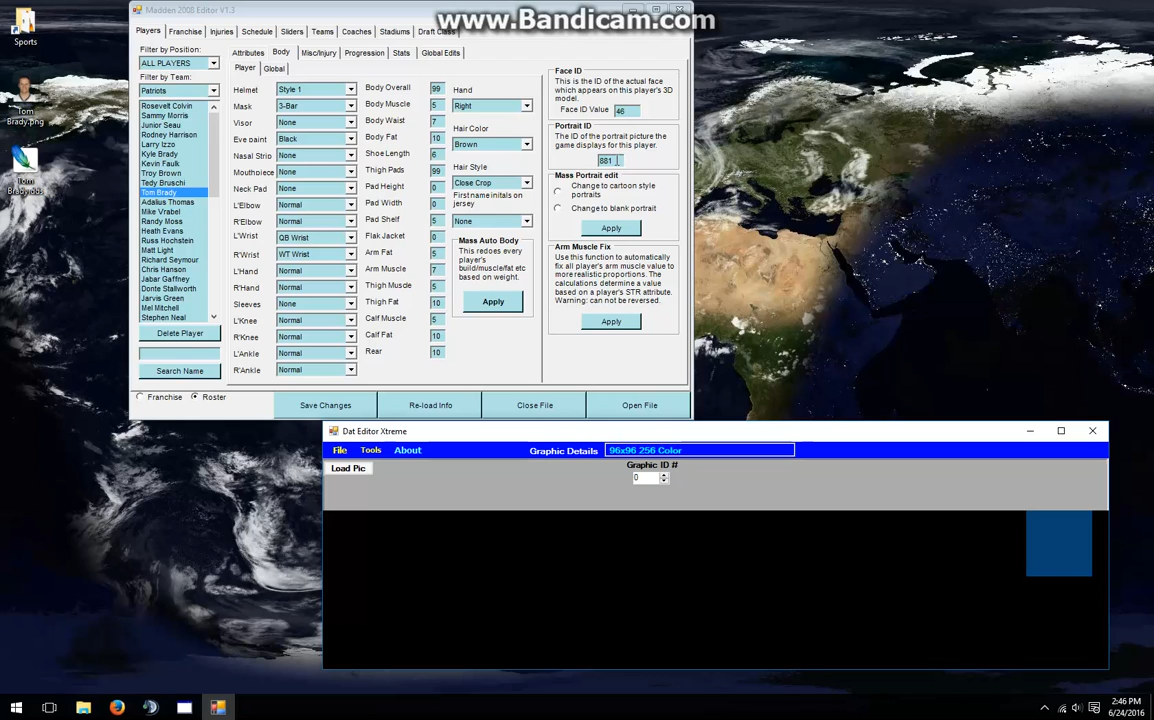 www.Bandicam.com
Sports
Tom
Brady.png
Tom
Brady.dds
Madden 2008 Editor V1.3
Players Franchise Injuries Schedule Sliders Teams Coaches Stadiums Draft Class
Filter by Position:
ALL PLAYERS
Filter by Team:
Patriots
Rosevelt Colvin
Sammy Morris
Junior Seau
Rodney Harrison
Larry Izzo
Kyle Brady
Kevin Faulk
Troy Brown
Tedy Bruschi
Tom Brady
Adalius Thomas
Mike Vrabel
Randy Moss
Heath Evans
Russ Hochstein
Matt Light
Richard Seymour
Chris Hanson
Jabar Gaffney
Donte Stallworth
Jarvis Green
Mel Mitchell
Stephen Neal
Delete Player
Search Name
Attributes Body Misc/Injury Progression Stats Global Edits
Player Global
Helmet Style 1
Mask 3-Bar
Visor None
Eve paint Black
Nasal Strip None
Mouthpiece None
Neck Pad None
L'Elbow Normal
R'Elbow Normal
L'Wrist QB Wrist
R'Wrist WT Wrist
L'Hand Normal
R'Hand Normal
Sleeves None
L'Knee Normal
R'Knee Normal
L'Ankle Normal
R'Ankle Normal
Body Overall 99
Body Muscle 5
Body Waist 7
Body Fat 10
Shoe Length 6
Thigh Pads 99
Pad Height 0
Pad Width 0
Pad Shelf 5
Flak Jacket 0
Arm Fat 5
Arm Muscle 7
Thigh Muscle 5
Thigh Fat 10
Calf Muscle 5
Calf Fat 10
Rear 10
Hand
Right
Hair Color
Brown
Hair Style
Close Crop
First name initals on
jersey
None
Mass Auto Body
This redoes every
player's
build/muscle/fat etc
based on weight.
Apply
Face ID
This is the ID of the actual face
which appears on this player's 3D
model.
Face ID Value 46
Portrait ID
The ID of the portrait picture the
game displays for this player.
881
Mass Portrait edit
Change to cartoon style
portraits
Change to blank portrait
Apply
Arm Muscle Fix
Use this function to automatically
fix all player's arm muscle value to
more realistic proportions. The
calculations determine a value
based on a player's STR attribute.
Warning: can not be reversed.
Apply
Franchise Roster
Save Changes Re-load Info Close File Open File
Dat Editor Xtreme
File Tools About Graphic Details 96x96 256 Color
Load Pic
Graphic ID #
0
2:46 PM
6/24/2016